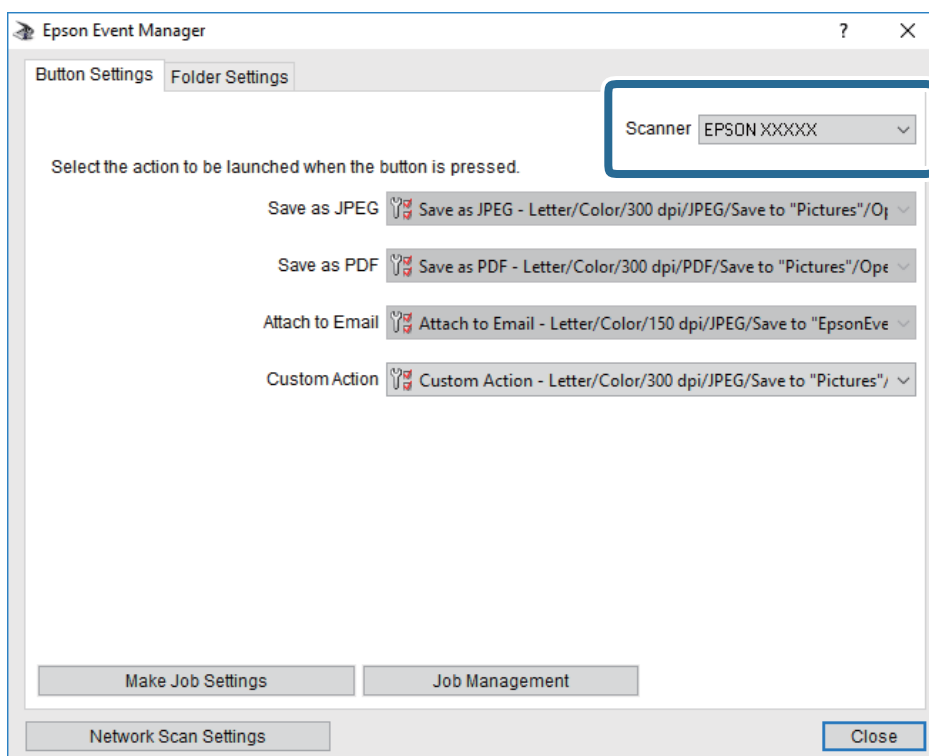 Epson Event Manager ?
Button Settings Folder Settings
Scanner EPSON XXXXX
Select the action to be launched when the button is pressed.
Save as JPEG Save as JPEG - Letter/Color/300 dpi/JPEG/Save to "Pictures"/Op
Save as PDF Save as PDF - Letter/Color/300 dpi/PDF/Save to "Pictures"/Ope
Attach to Email Attach to Email - Letter/Color/150 dpi/JPEG/Save to "EpsonEve
Custom Action Custom Action - Letter/Color/300 dpi/JPEG/Save to "Pictures"/
Make Job Settings Job Management
Network Scan Settings Close